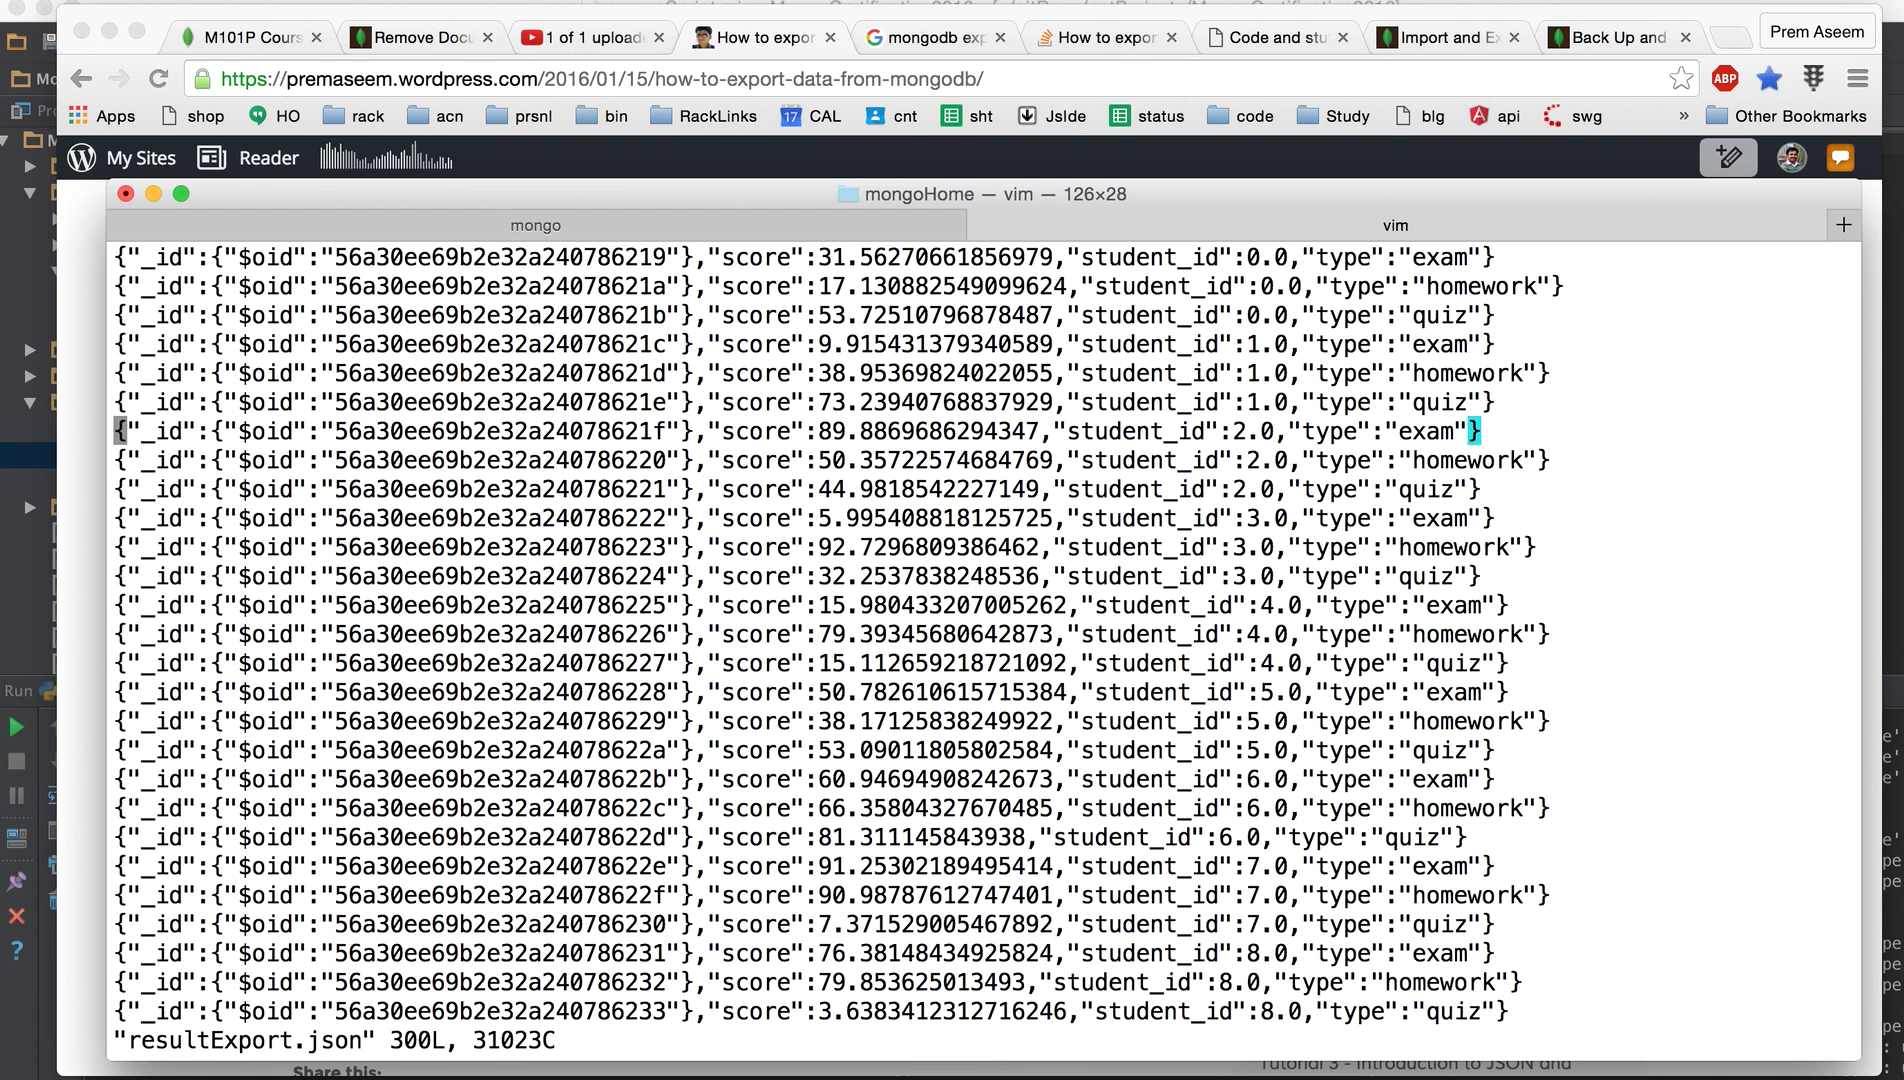 M101P Cours
Remove Docu
1 of 1 upload
How to expor
mongodb exp
How to expor
Code and stu
Import and Ex
Back Up and
Prem Aseem
https://premaseem.wordpress.com/2016/01/15/how-to-export-data-from-mongodb/
ABP
Apps shop HO rack acn prsnl bin RackLinks 17 CAL cnt sht JsIde status code Study blg api swg » Other Bookmarks
My Sites Reader
mongoHome — vim — 126×28
mongo vim +
{"_id":{"$oid":"56a30ee69b2e32a240786219"},"score":31.56270661856979,"student_id":0.0,"type":"exam"}
{"_id":{"$oid":"56a30ee69b2e32a24078621a"},"score":17.130882549099624,"student_id":0.0,"type":"homework"}
{"_id":{"$oid":"56a30ee69b2e32a24078621b"},"score":53.72510796878487,"student_id":0.0,"type":"quiz"}
{"_id":{"$oid":"56a30ee69b2e32a24078621c"},"score":9.915431379340589,"student_id":1.0,"type":"exam"}
{"_id":{"$oid":"56a30ee69b2e32a24078621d"},"score":38.95369824022055,"student_id":1.0,"type":"homework"}
{"_id":{"$oid":"56a30ee69b2e32a24078621e"},"score":73.23940768837929,"student_id":1.0,"type":"quiz"}
{"_id":{"$oid":"56a30ee69b2e32a24078621f"},"score":89.8869686294347,"student_id":2.0,"type":"exam"}
{"_id":{"$oid":"56a30ee69b2e32a240786220"},"score":50.35722574684769,"student_id":2.0,"type":"homework"}
{"_id":{"$oid":"56a30ee69b2e32a240786221"},"score":44.9818542227149,"student_id":2.0,"type":"quiz"}
{"_id":{"$oid":"56a30ee69b2e32a240786222"},"score":5.995408818125725,"student_id":3.0,"type":"exam"}
{"_id":{"$oid":"56a30ee69b2e32a240786223"},"score":92.7296809386462,"student_id":3.0,"type":"homework"}
{"_id":{"$oid":"56a30ee69b2e32a240786224"},"score":32.2537838248536,"student_id":3.0,"type":"quiz"}
{"_id":{"$oid":"56a30ee69b2e32a240786225"},"score":15.980433207005262,"student_id":4.0,"type":"exam"}
{"_id":{"$oid":"56a30ee69b2e32a240786226"},"score":79.39345680642873,"student_id":4.0,"type":"homework"}
{"_id":{"$oid":"56a30ee69b2e32a240786227"},"score":15.112659218721092,"student_id":4.0,"type":"quiz"}
{"_id":{"$oid":"56a30ee69b2e32a240786228"},"score":50.782610615715384,"student_id":5.0,"type":"exam"}
{"_id":{"$oid":"56a30ee69b2e32a240786229"},"score":38.17125838249922,"student_id":5.0,"type":"homework"}
{"_id":{"$oid":"56a30ee69b2e32a24078622a"},"score":53.09011805802584,"student_id":5.0,"type":"quiz"}
{"_id":{"$oid":"56a30ee69b2e32a24078622b"},"score":60.94694908242673,"student_id":6.0,"type":"exam"}
{"_id":{"$oid":"56a30ee69b2e32a24078622c"},"score":66.35804327670485,"student_id":6.0,"type":"homework"}
{"_id":{"$oid":"56a30ee69b2e32a24078622d"},"score":81.311145843938,"student_id":6.0,"type":"quiz"}
{"_id":{"$oid":"56a30ee69b2e32a24078622e"},"score":91.25302189495414,"student_id":7.0,"type":"exam"}
{"_id":{"$oid":"56a30ee69b2e32a24078622f"},"score":90.98787612747401,"student_id":7.0,"type":"homework"}
{"_id":{"$oid":"56a30ee69b2e32a240786230"},"score":7.371529005467892,"student_id":7.0,"type":"quiz"}
{"_id":{"$oid":"56a30ee69b2e32a240786231"},"score":76.38148434925824,"student_id":8.0,"type":"exam"}
{"_id":{"$oid":"56a30ee69b2e32a240786232"},"score":79.853625013493,"student_id":8.0,"type":"homework"}
{"_id":{"$oid":"56a30ee69b2e32a240786233"},"score":3.6383412312716246,"student_id":8.0,"type":"quiz"}
"resultExport.json" 300L, 31023C
Share this: Tutorial 3 - Introduction to JSON and
Run